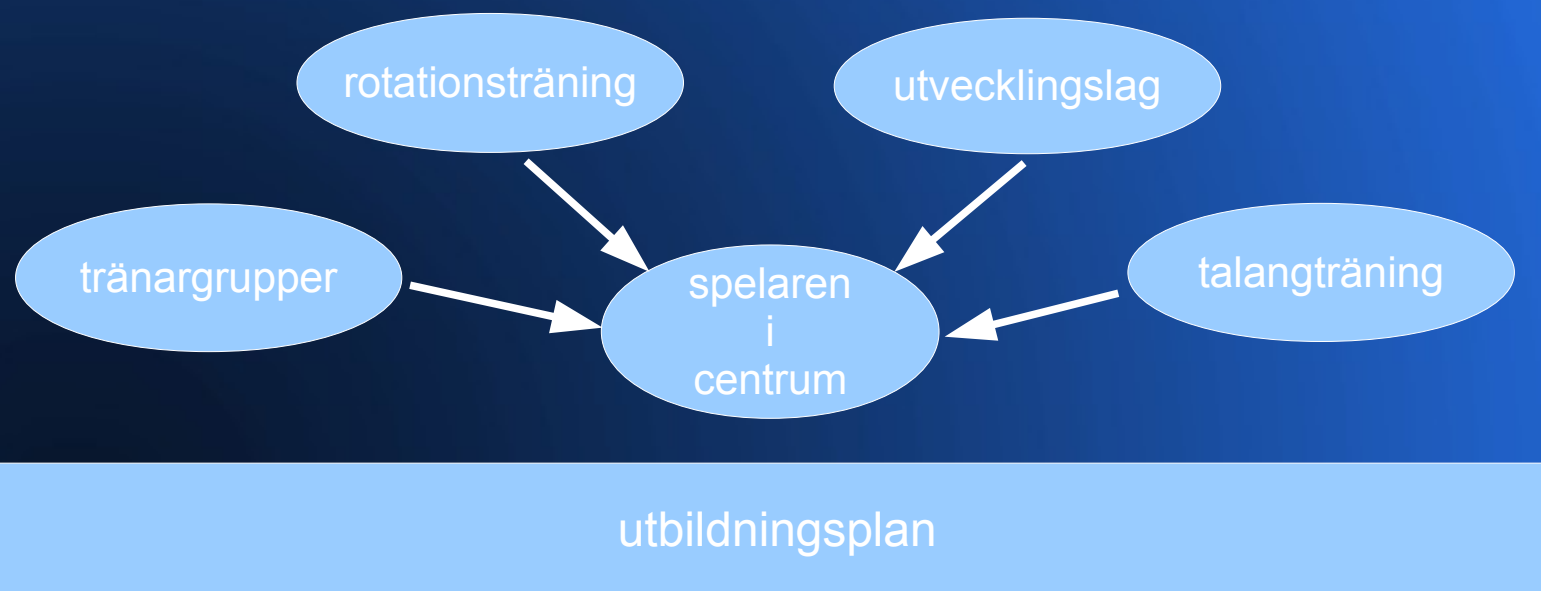 rotationsträning
utvecklingslag
tränargrupper
spelaren
i
centrum
talangträning
utbildningsplan